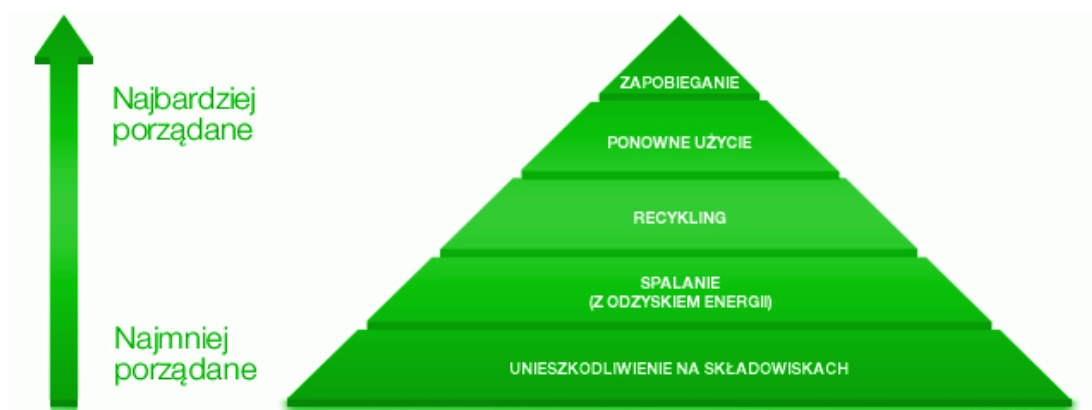 Najbardziej
porządane
ZAPOBIEGANIE
PONOWNE UŻYCIE
RECYKLING
SPALANIE
(Z ODZYSKIEM ENERGII)
Najmniej
porządane
UNIESZKODLIWIENIE NA SKŁADOWISKACH